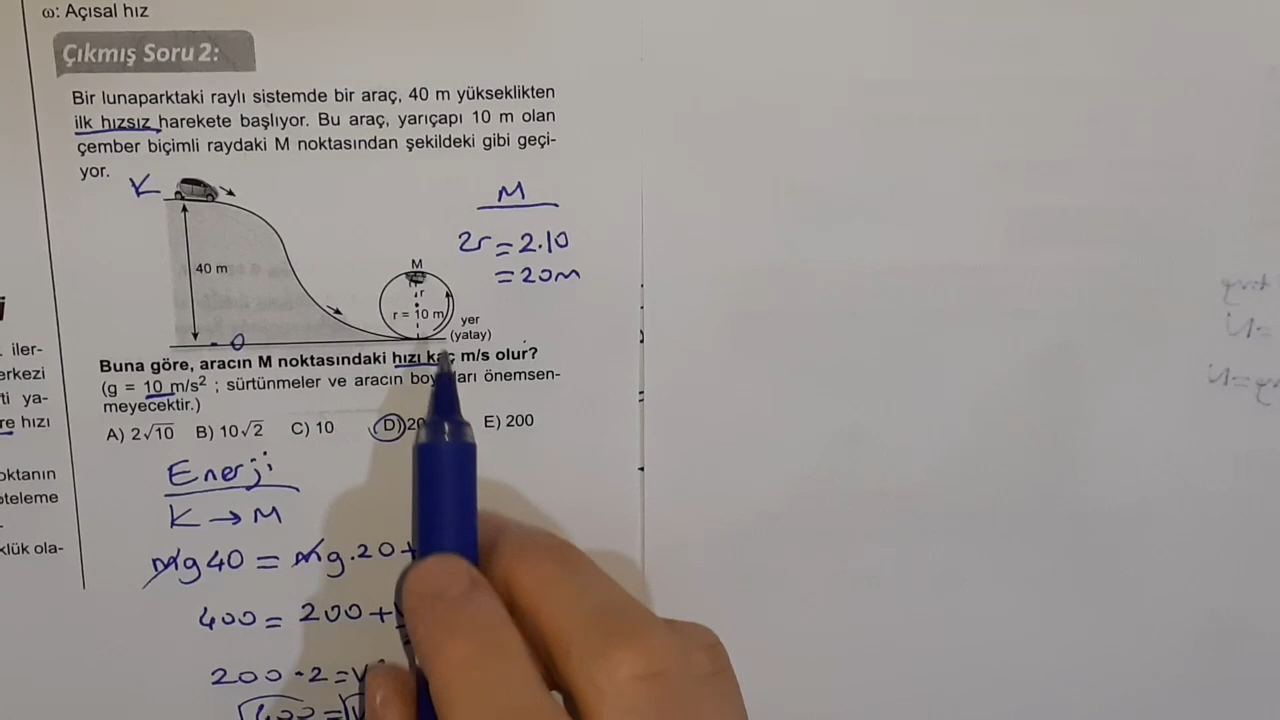 ω: Açısal hız
Çıkmış Soru 2:
Bir lunaparktaki raylı sistemde bir araç, 40 m yükseklikten
ilk hızsız harekete başlıyor. Bu araç, yarıçapı 10 m olan
çember biçimli raydaki M noktasından şekildeki gibi geçi-
yor.
K
M
2r = 2.10
= 20m
40 m
M
r
r = 10 m
yer
(yatay)
0
Buna göre, aracın M noktasındaki hızı kaç m/s olur?
(g = 10 m/s² ; sürtünmeler ve aracın ları önemsen-
meyecektir.)
A) 2√10 B) 10√2 C) 10 D) 20 E) 200
Enerji
K → M
mg40 = mg.20+
400 = 200 +
200 · 2 = V²
400 =
iler-
erkezi
ti ya-
re hızı
oktanın
öteleme
klük ola-